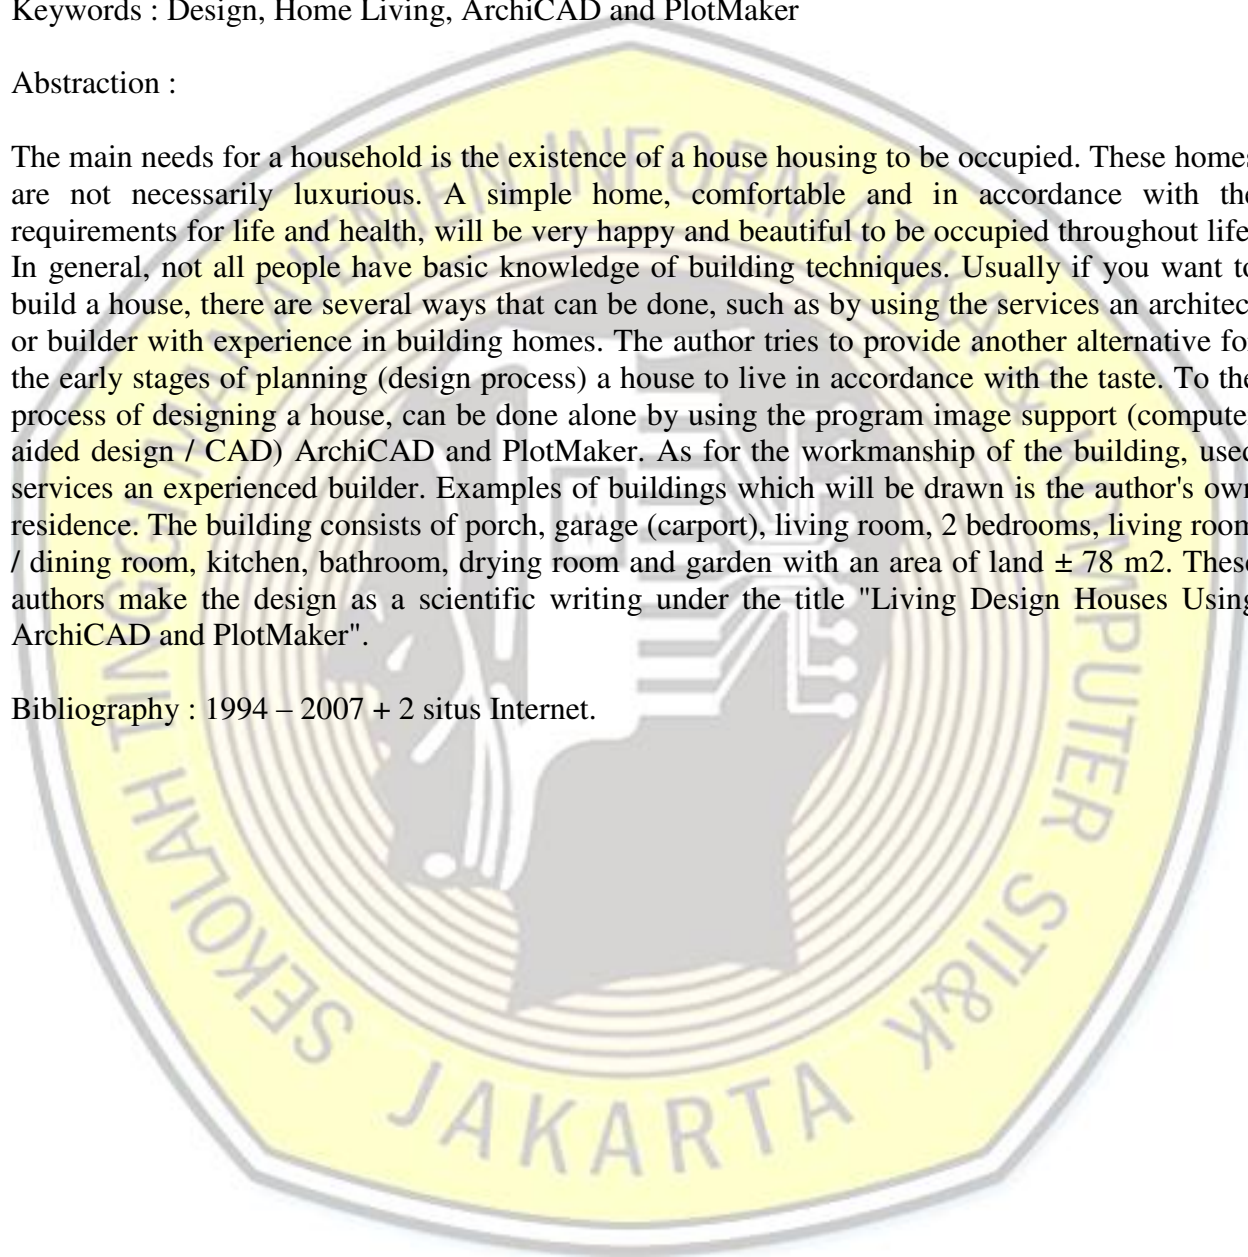 Keywords : Design, Home Living, ArchiCAD and PlotMaker
Abstraction :
The main needs for a household is the existence of a house housing to be occupied. These homes
are not necessarily luxurious. A simple home, comfortable and in accordance with the
requirements for life and health, will be very happy and beautiful to be occupied throughout life
In general, not all people have basic knowledge of building techniques. Usually if you want to
build a house, there are several ways that can be done, such as by using the services an architec
or builder with experience in building homes. The author tries to provide another alternative for
the early stages of planning (design process) a house to live in accordance with the taste. To the
process of designing a house, can be done alone by using the program image support (compute
aided design / CAD) ArchiCAD and PlotMaker. As for the workmanship of the building, used
services an experienced builder. Examples of buildings which will be drawn is the author's own
residence. The building consists of porch, garage (carport), living room, 2 bedrooms, living room
/ dining room, kitchen, bathroom, drying room and garden with an area of land ± 78 m2. These
authors make the design as a scientific writing under the title "Living Design Houses Using
ArchiCAD and PlotMaker".
Bibliography : 1994 – 2007 + 2 situs Internet.
SEKOLAH TINGGI MANAJEMEN INFORMATIKA & KOMPUTER STI&K
JAKARTA